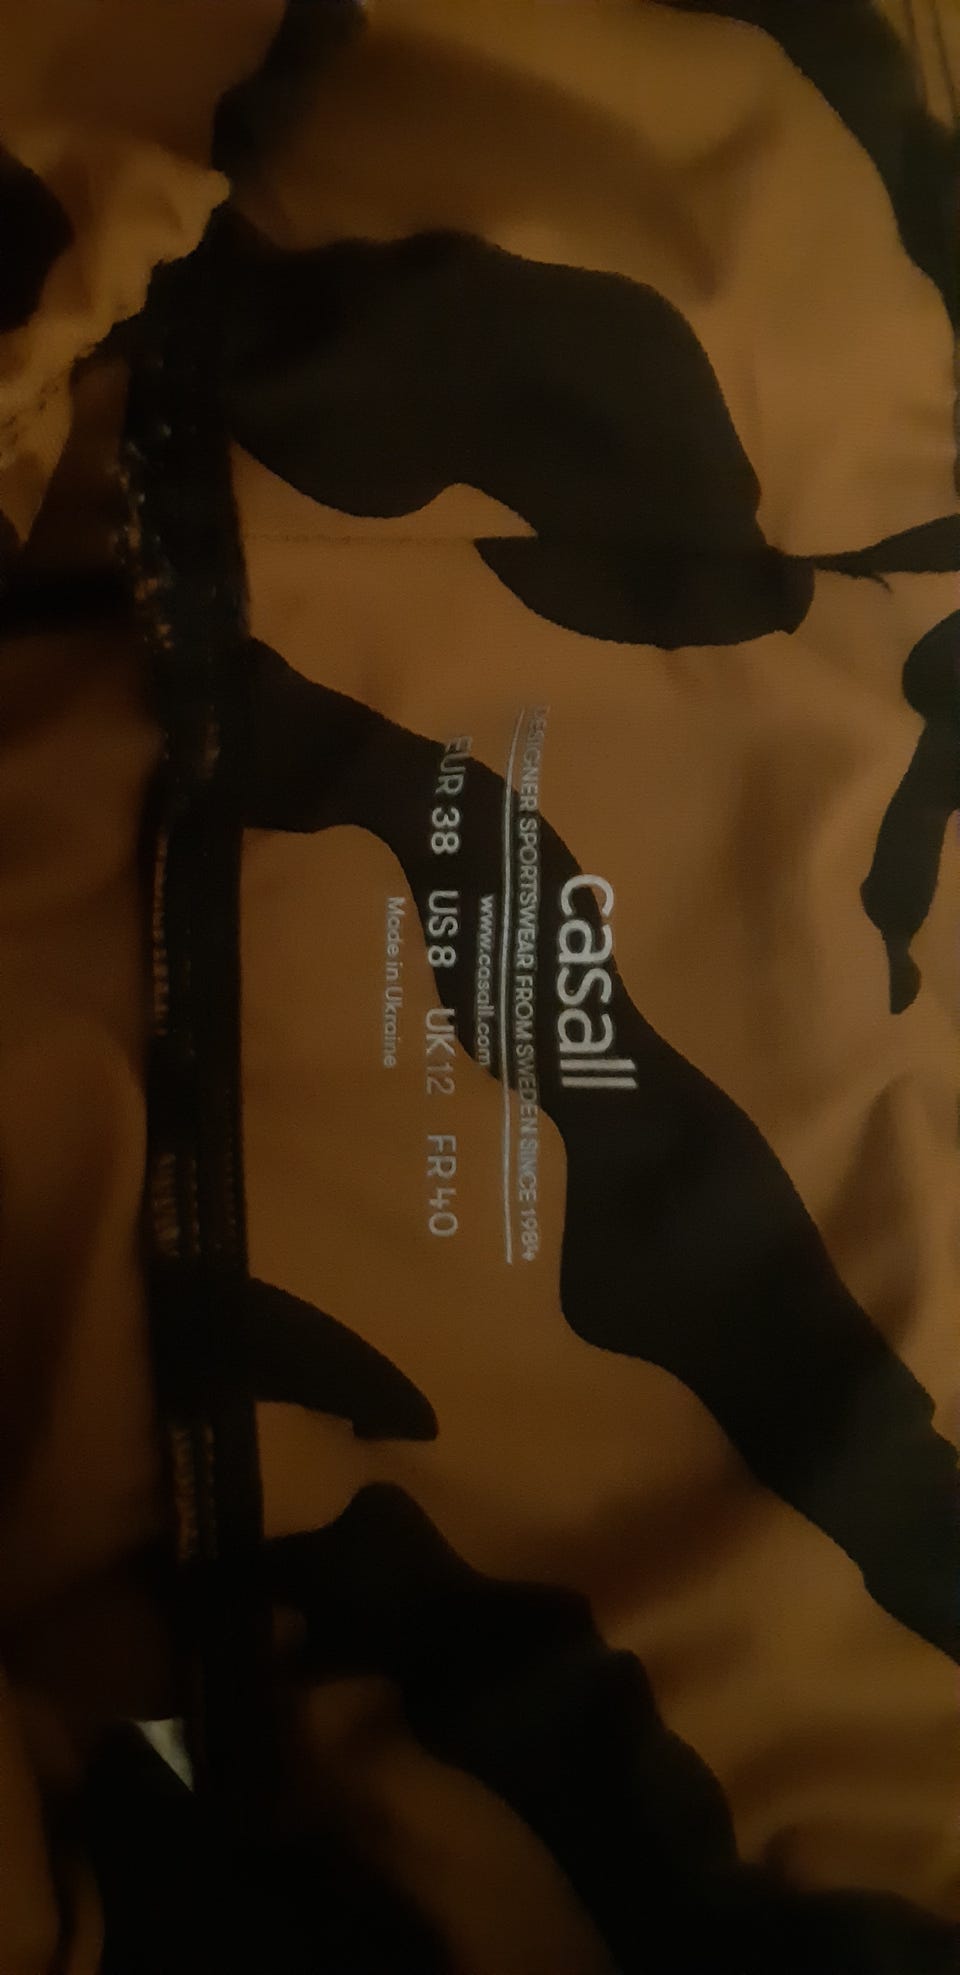 casall
DESIGNER SPORTSWEAR FROM SWEDEN SINCE 1984
www.casall.com
EUR 38 US 8 UK 12 FR 40
Made in Ukraine